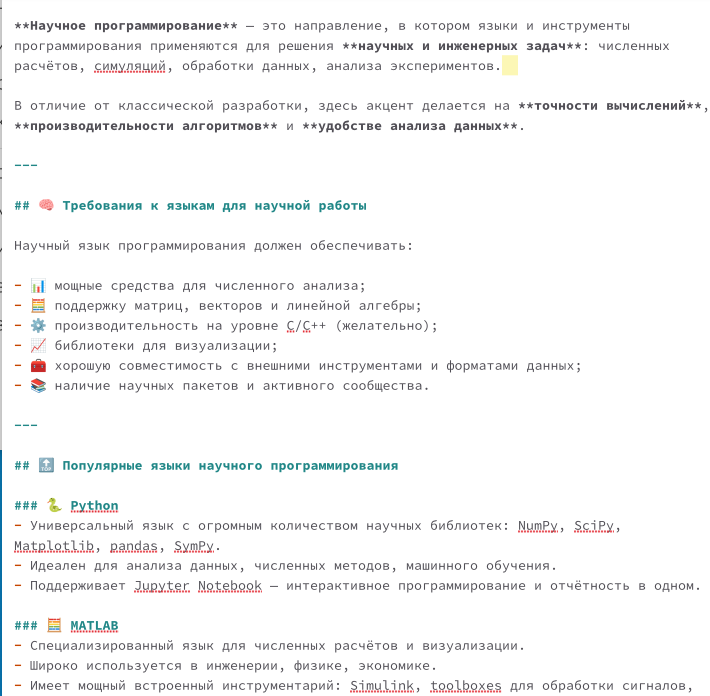 **Научное программирование** — это направление, в котором языки и инструменты
программирования применяются для решения **научных и инженерных задач**: численных
расчётов, симуляций, обработки данных, анализа экспериментов.
В отличие от классической разработки, здесь акцент делается на **точности вычислений**,
**производительности алгоритмов** и **удобстве анализа данных**.
---
## 🧠 Требования к языкам для научной работы
Научный язык программирования должен обеспечивать:
- 📊 мощные средства для численного анализа;
- 🧮 поддержку матриц, векторов и линейной алгебры;
- ⚙️ производительность на уровне C/C++ (желательно);
- 📈 библиотеки для визуализации;
- 🧰 хорошую совместимость с внешними инструментами и форматами данных;
- 📚 наличие научных пакетов и активного сообщества.
---
## 🔝 Популярные языки научного программирования
### 🐍 Python
- Универсальный язык с огромным количеством научных библиотек: NumPy, SciPy,
Matplotlib, pandas, SymPy.
- Идеален для анализа данных, численных методов, машинного обучения.
- Поддерживает Jupyter Notebook — интерактивное программирование и отчётность в одном.
### 🧮 MATLAB
- Специализированный язык для численных расчётов и визуализации.
- Широко используется в инженерии, физике, экономике.
- Имеет мощный встроенный инструментарий: Simulink, toolboxes для обработки сигналов,